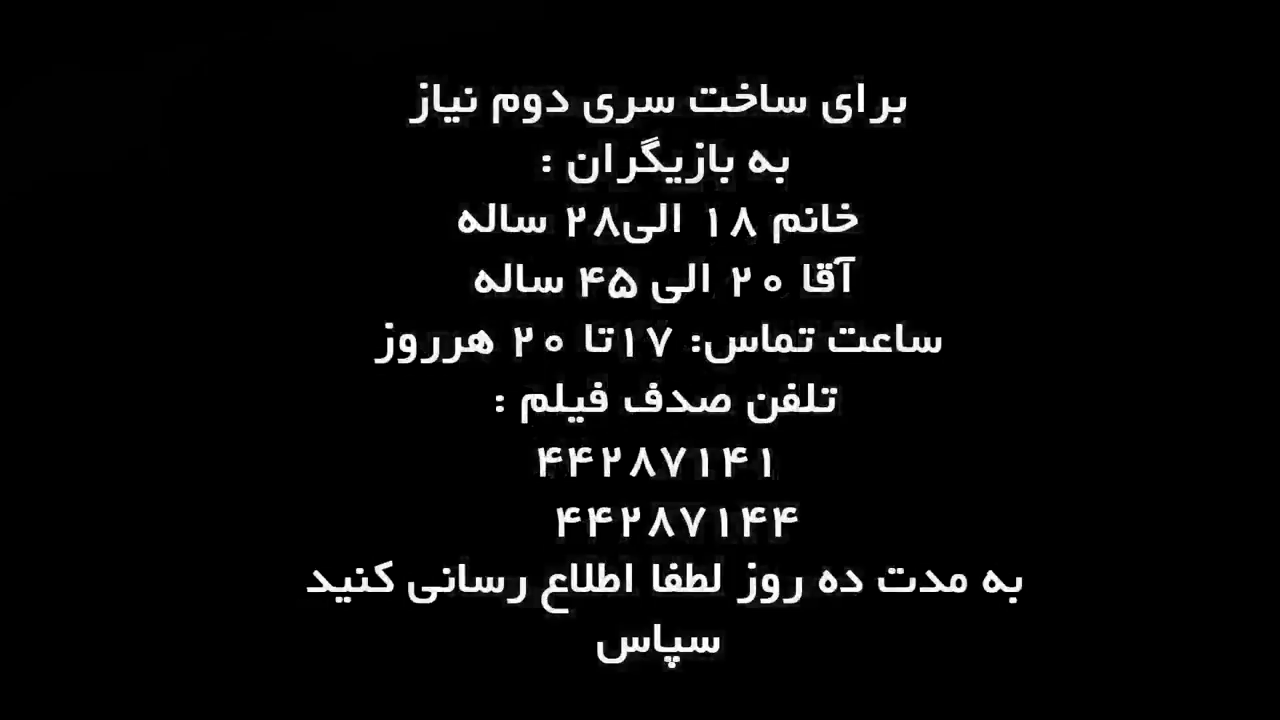 برای ساخت سری دوم نیاز
به بازیگران :
خانم ۱۸ الی۲۸ ساله
آقا ۲۰ الی ۴۵ ساله
ساعت تماس: ۱۷تا ۲۰ هرروز
تلفن صدف فیلم :
۴۴۲۸۷۱۴۱
۴۴۲۸۷۱۴۴
به مدت ده روز لطفا اطلاع رسانی کنید
سپاس